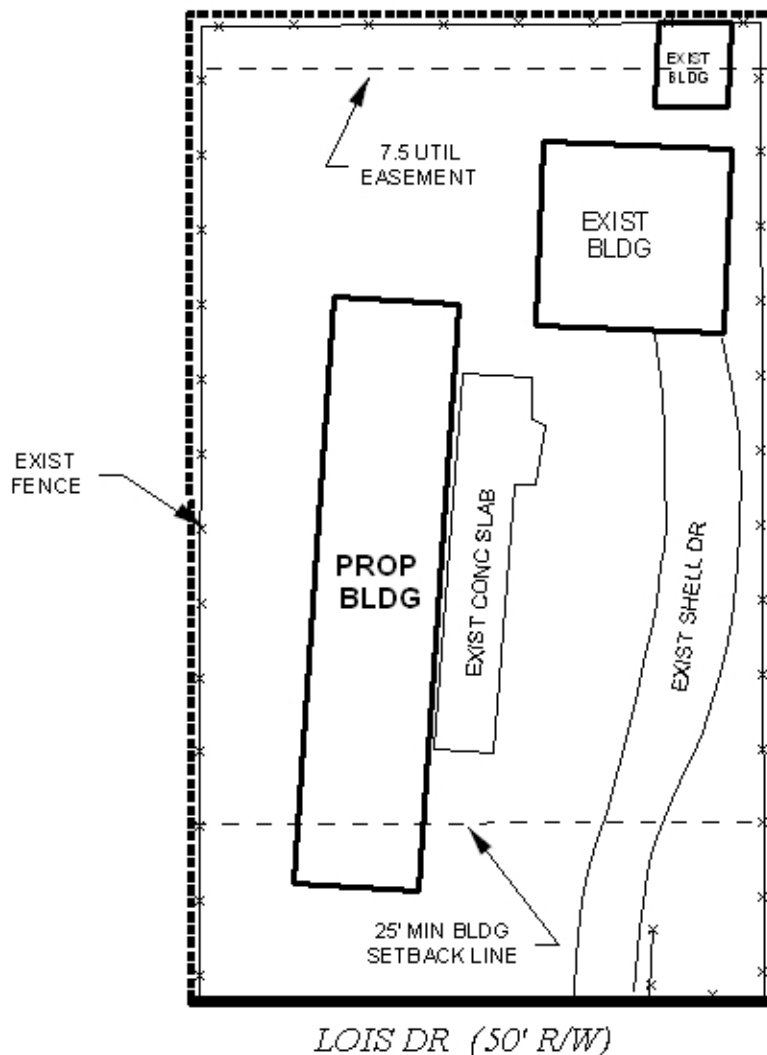 EXIST
BLDG
7.5 UTIL
EASEMENT
EXIST
BLDG
EXIST
FENCE
PROP
BLDG
EXIST CONC SLAB
EXIST SHELL DR
25' MIN BLDG
SETBACK LINE
LOIS DR (50' R/W)